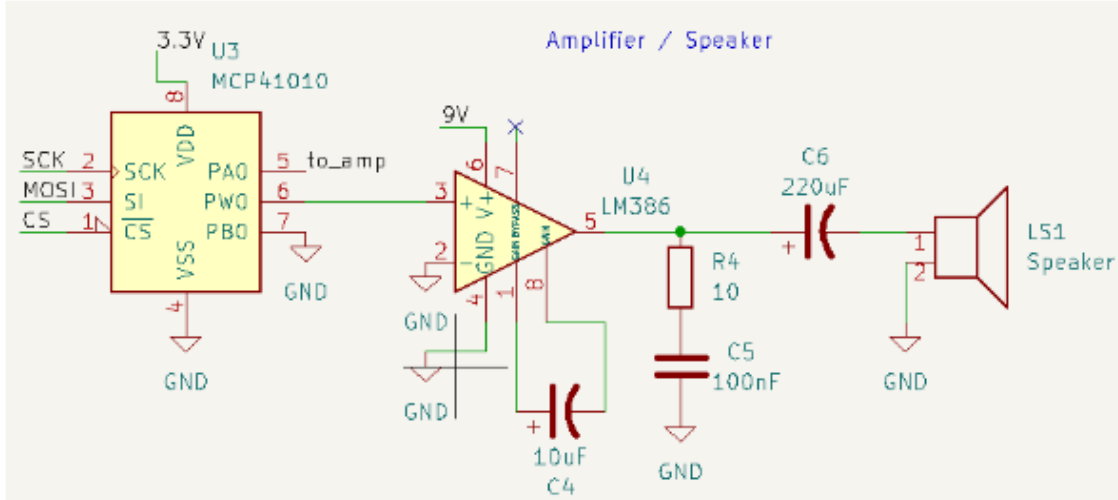 Amplifier / Speaker
3.3V
U3
MCP41010
8
VDD
SCK 2 SCK
MOSI 3 SI
CS 1 CS
PA0 5 to_amp
PW0 6
PB0 7
VSS
4
GND
GND
9V
6
7
3
+
V+
GND
BYPASS
GAIN
2
-
4
1
8
GND
GND
U4
LM386
5
+
10uF
C4
R4
10
C5
100nF
GND
C6
220uF
+
1
2
LS1
Speaker
GND